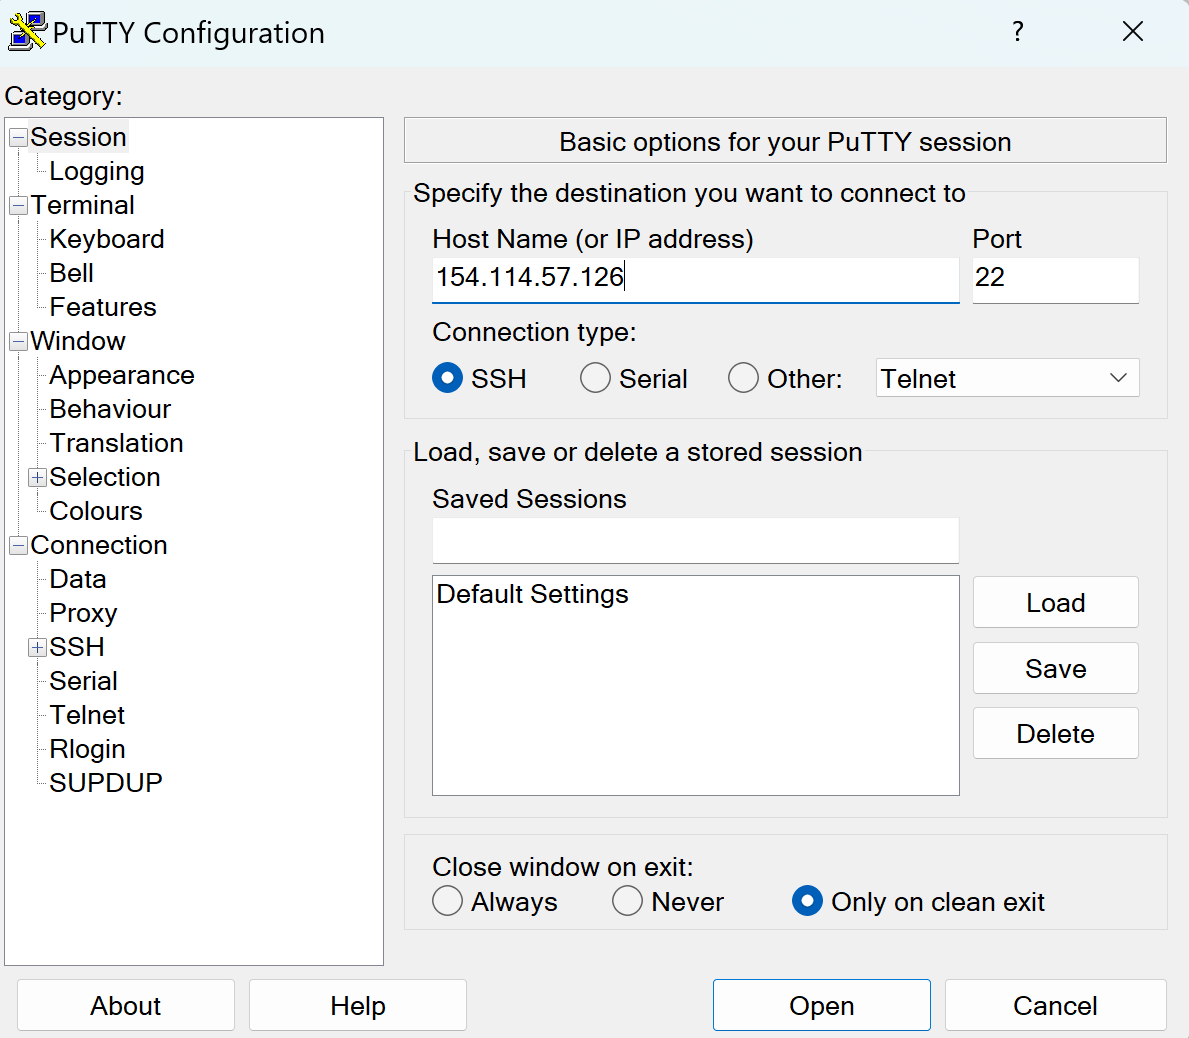 PuTTY Configuration
?
Category:
Session
Logging
Terminal
Keyboard
Bell
Features
Window
Appearance
Behaviour
Translation
Selection
Colours
Connection
Data
Proxy
SSH
Serial
Telnet
Rlogin
SUPDUP
Basic options for your PuTTY session
Specify the destination you want to connect to
Host Name (or IP address) Port
154.114.57.126 22
Connection type:
SSH Serial Other: Telnet
Load, save or delete a stored session
Saved Sessions
Default Settings
Load
Save
Delete
Close window on exit:
Always Never Only on clean exit
About Help Open Cancel